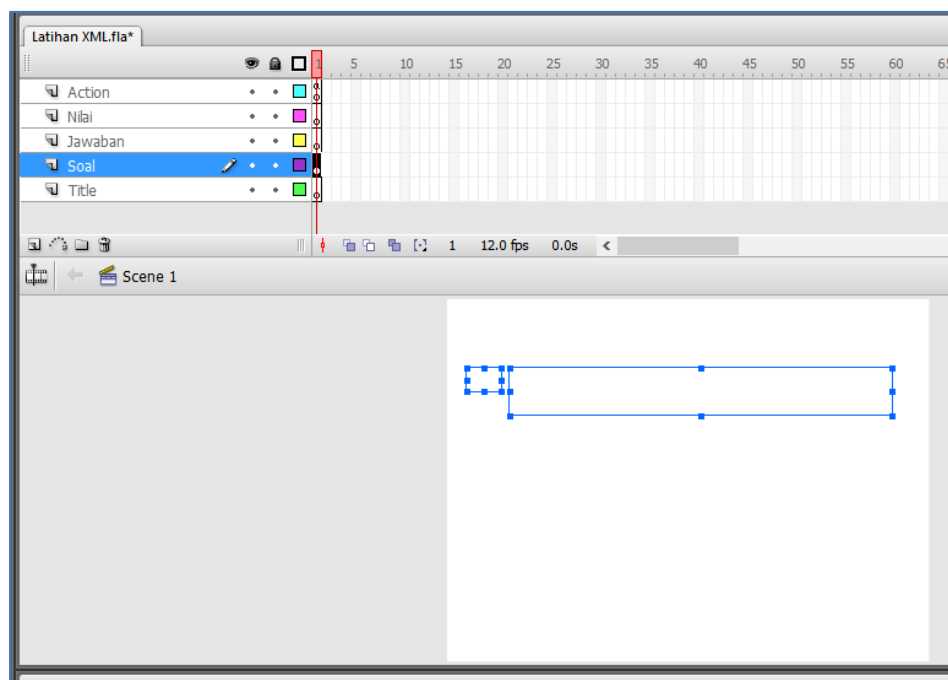 Latihan XML.fla*
1 5 10 15 20 25 30 35 40 45 50 55 60 65
Action
Nilai
Jawaban
Soal
Title
1 12.0 fps 0.0s
Scene 1